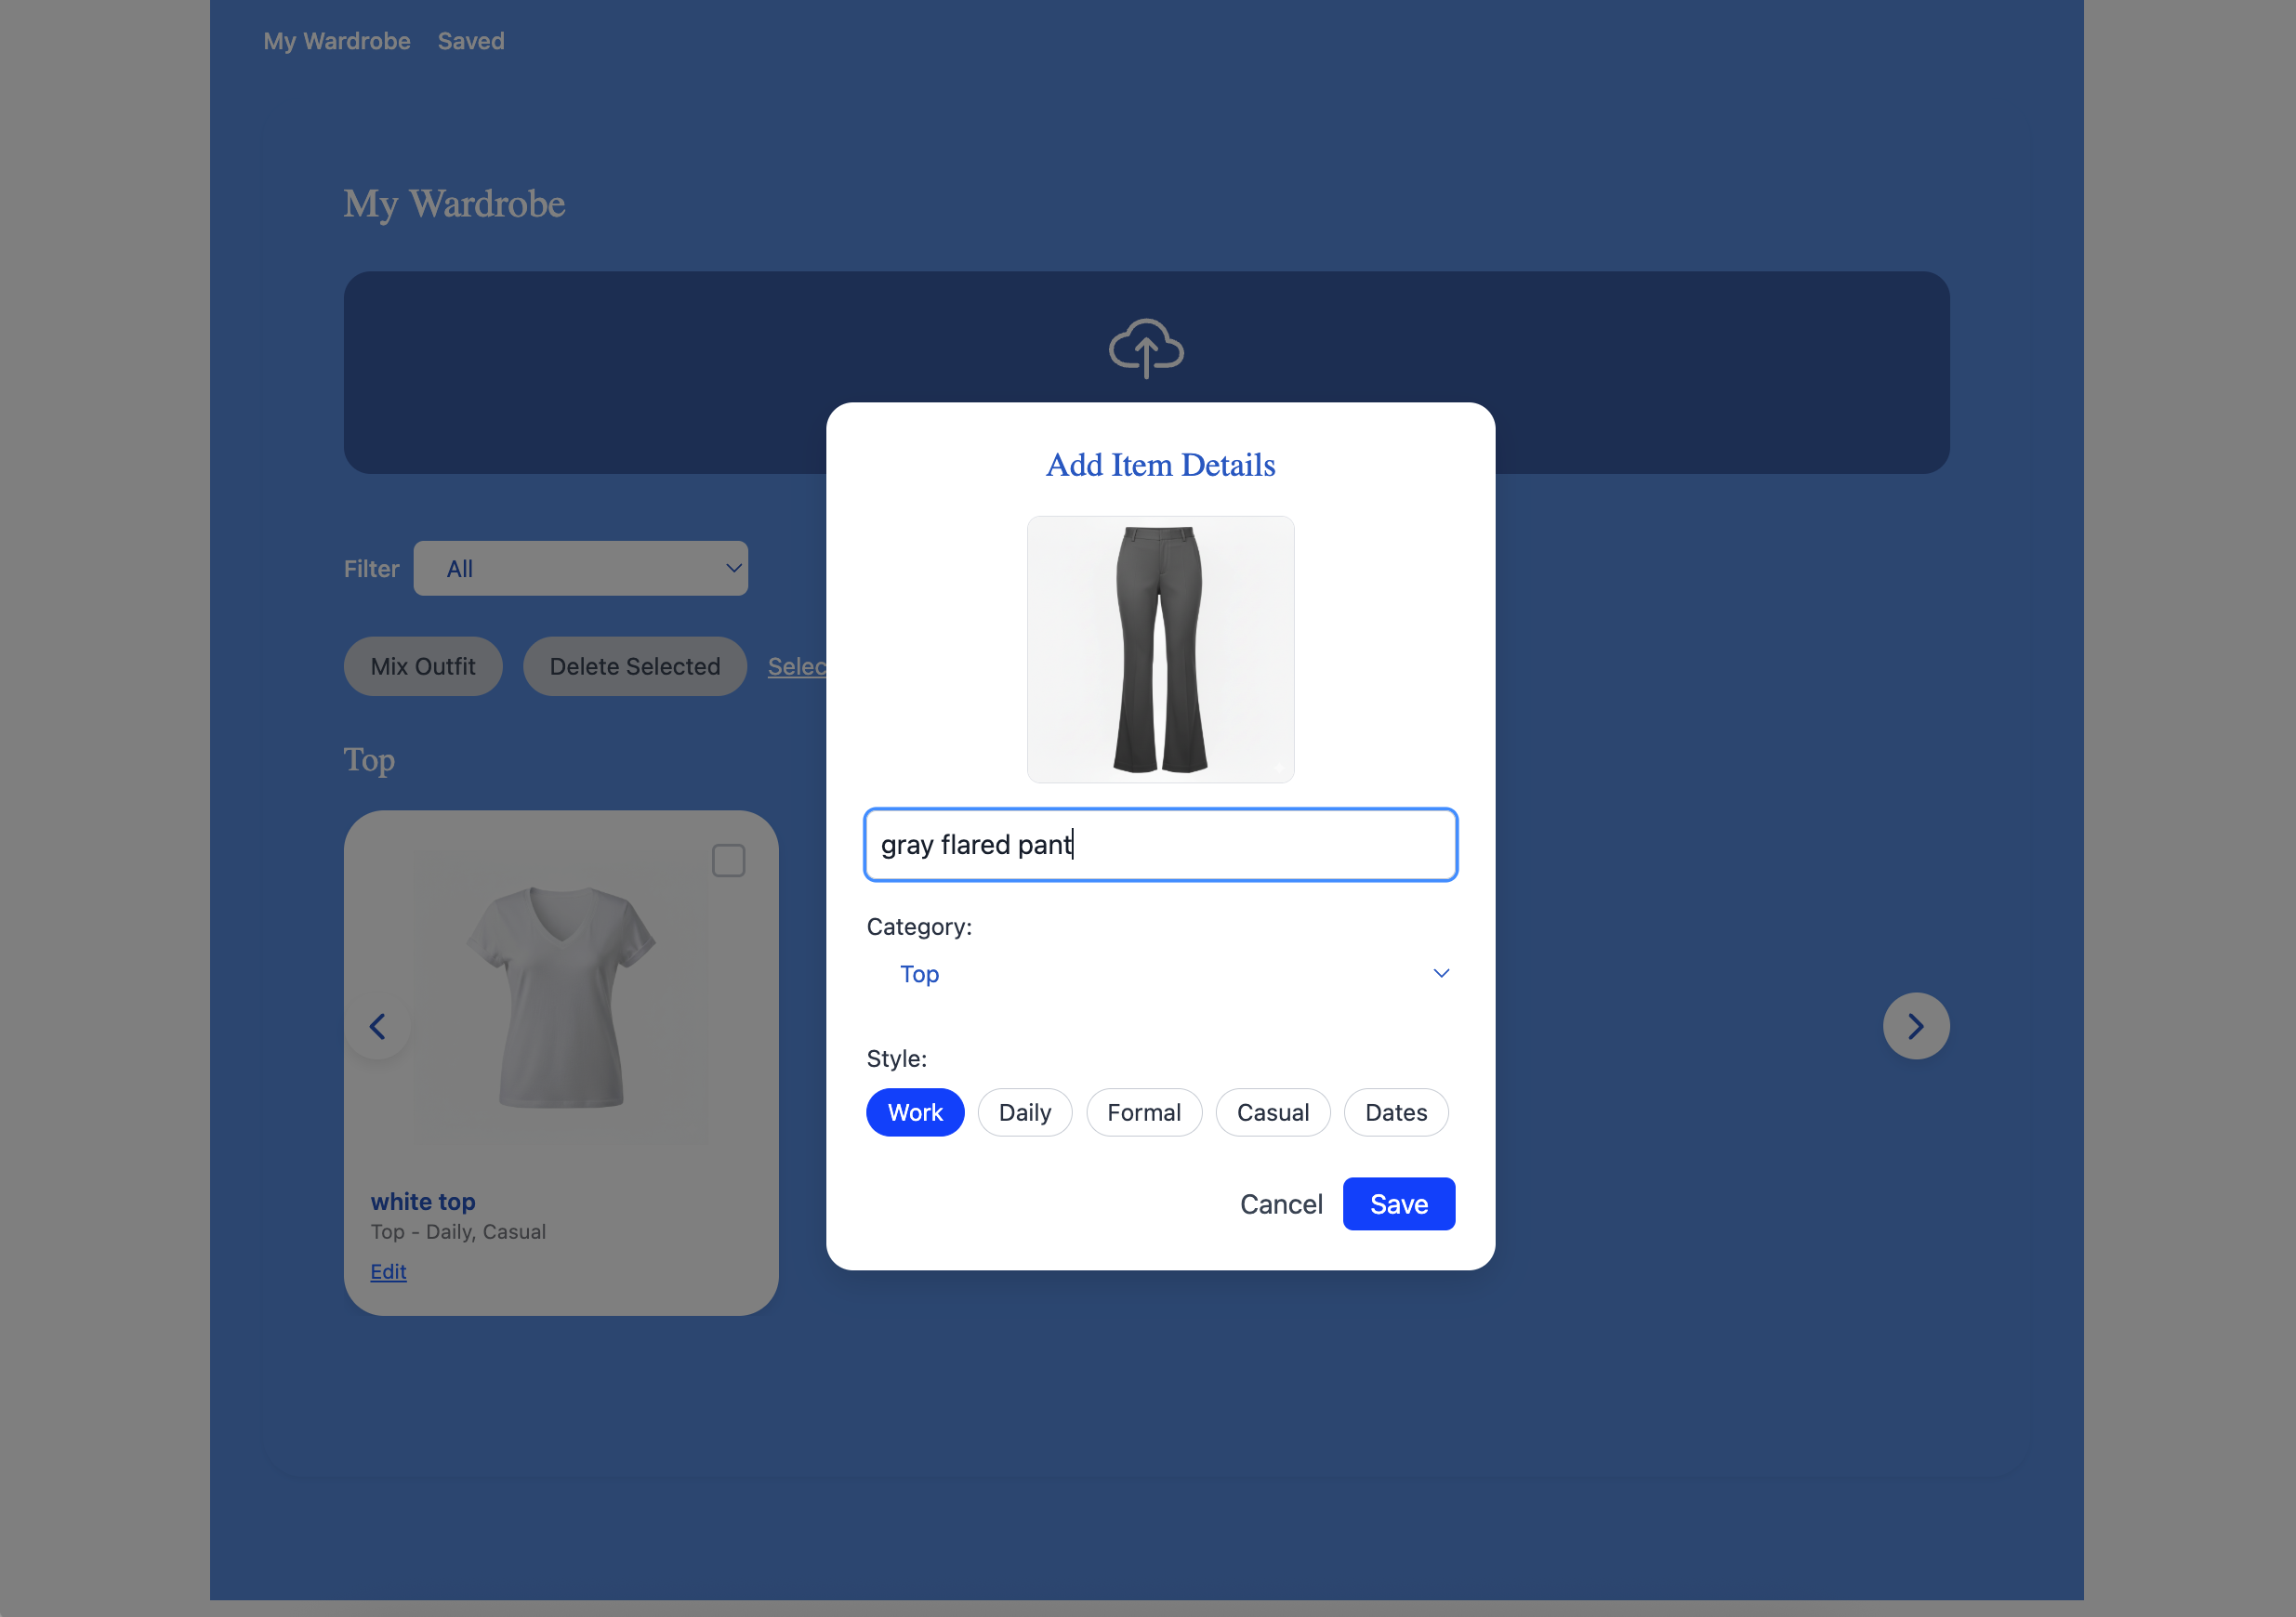 My Wardrobe Saved
My Wardrobe
Add Item Details
Filter All
Mix Outfit Delete Selected Selec
Top
gray flared pant
Category:
Top
Style:
Work Daily Formal Casual Dates
Cancel Save
white top
Top - Daily, Casual
Edit